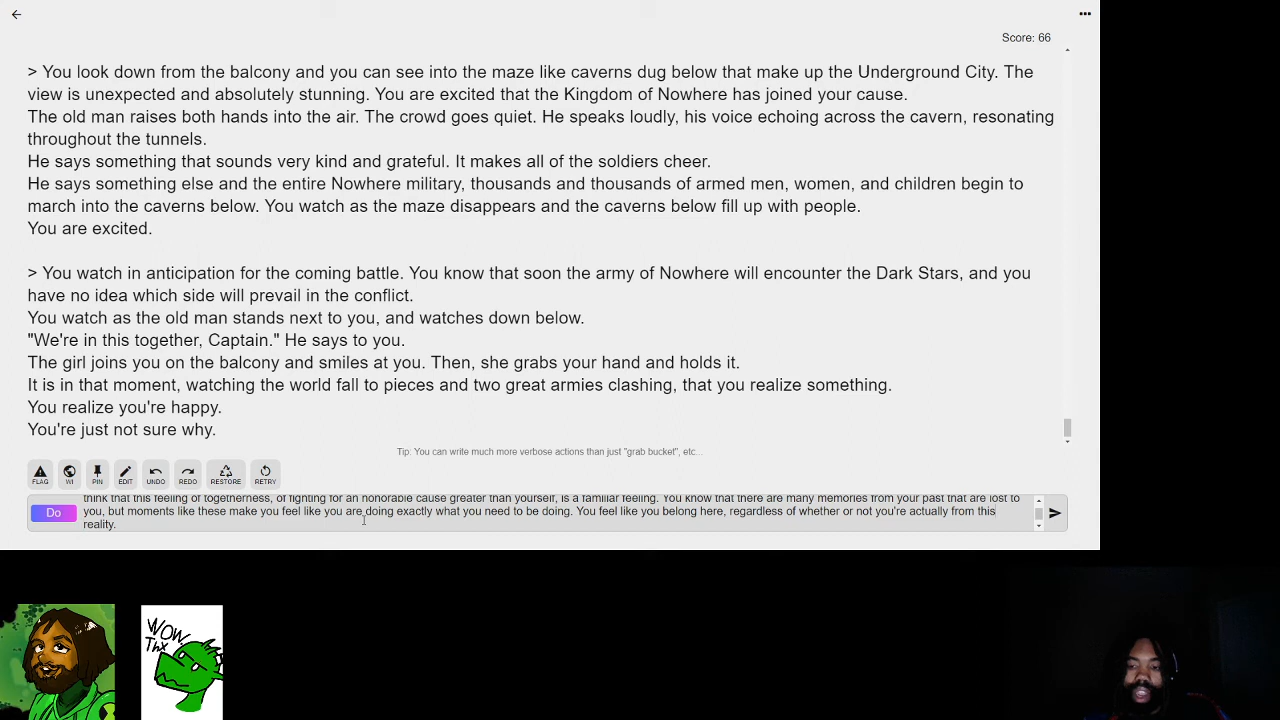 Score: 66
> You look down from the balcony and you can see into the maze like caverns dug below that make up the Underground City. The
view is unexpected and absolutely stunning. You are excited that the Kingdom of Nowhere has joined your cause.
The old man raises both hands into the air. The crowd goes quiet. He speaks loudly, his voice echoing across the cavern, resonating
throughout the tunnels.
He says something that sounds very kind and grateful. It makes all of the soldiers cheer.
He says something else and the entire Nowhere military, thousands and thousands of armed men, women, and children begin to
march into the caverns below. You watch as the maze disappears and the caverns below fill up with people.
You are excited.
> You watch in anticipation for the coming battle. You know that soon the army of Nowhere will encounter the Dark Stars, and you
have no idea which side will prevail in the conflict.
You watch as the old man stands next to you, and watches down below.
"We're in this together, Captain." He says to you.
The girl joins you on the balcony and smiles at you. Then, she grabs your hand and holds it.
It is in that moment, watching the world fall to pieces and two great armies clashing, that you realize something.
You realize you're happy.
You're just not sure why.
Tip: You can write much more verbose actions than just "grab bucket", etc...
FLAG WI PIN EDIT UNDO REDO RESTORE RETRY
think that this feeling of togetherness, of fighting for an honorable cause greater than yourself, is a familiar feeling. You know that there are many memories from your past that are lost to
Do you, but moments like these make you feel like you are doing exactly what you need to be doing. You feel like you belong here, regardless of whether or not you're actually from this
reality.
WOW
Thx